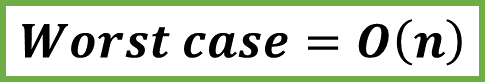 Worst case = O(n)